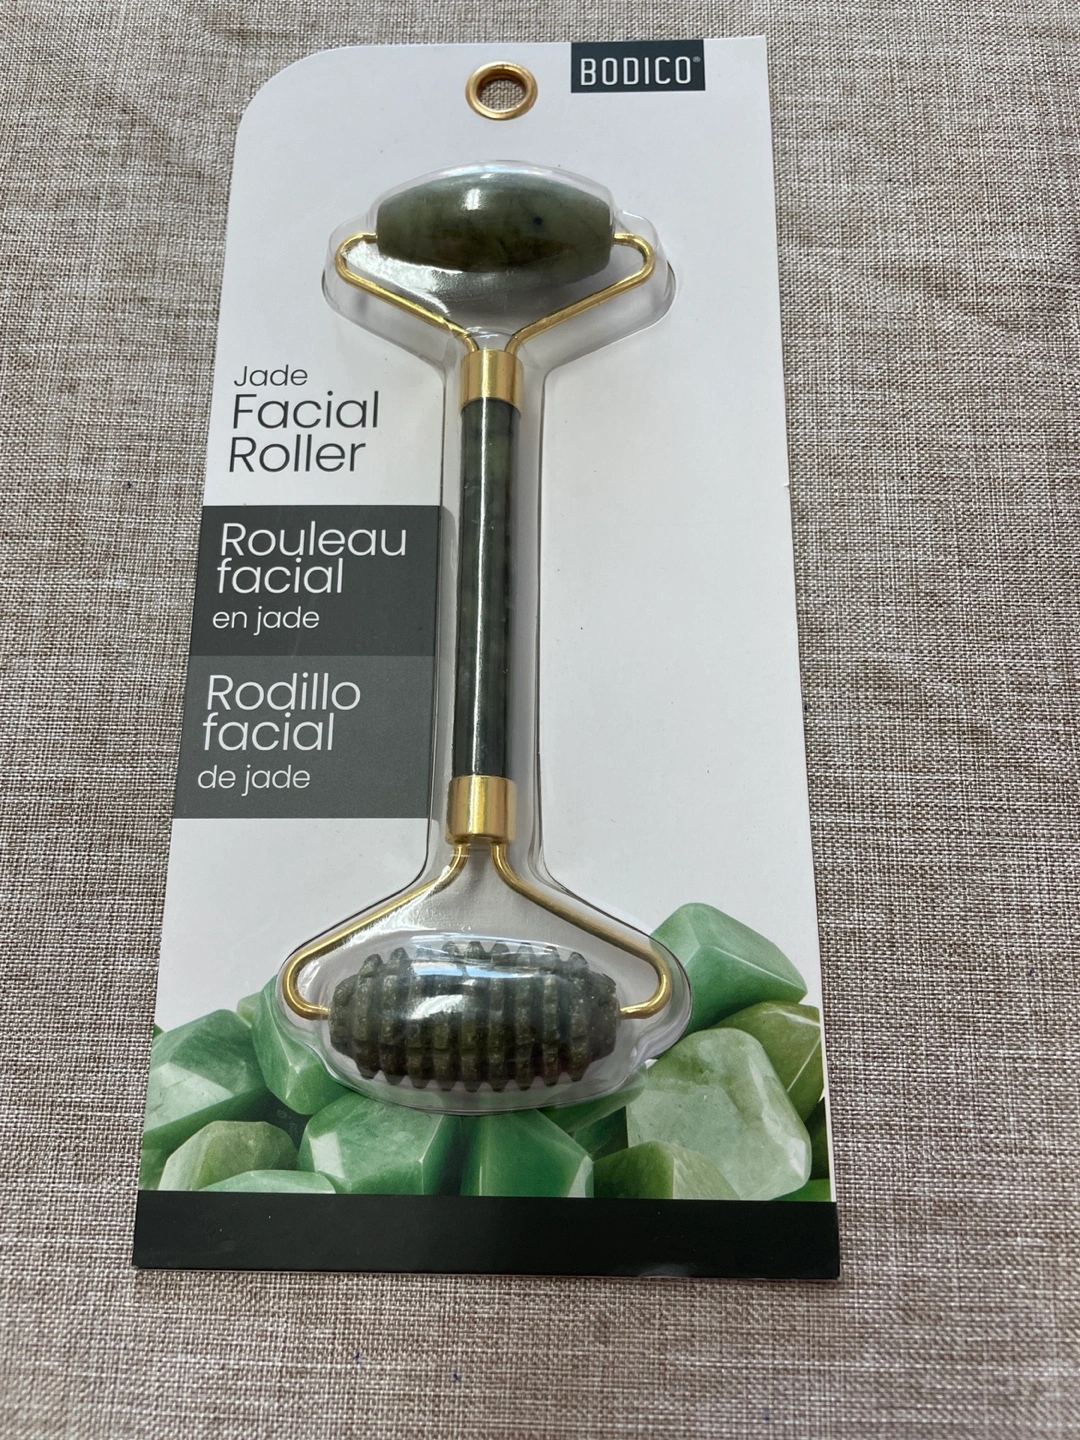 BODICO®
Jade
Facial
Roller
Rouleau
facial
en jade
Rodillo
facial
de jade